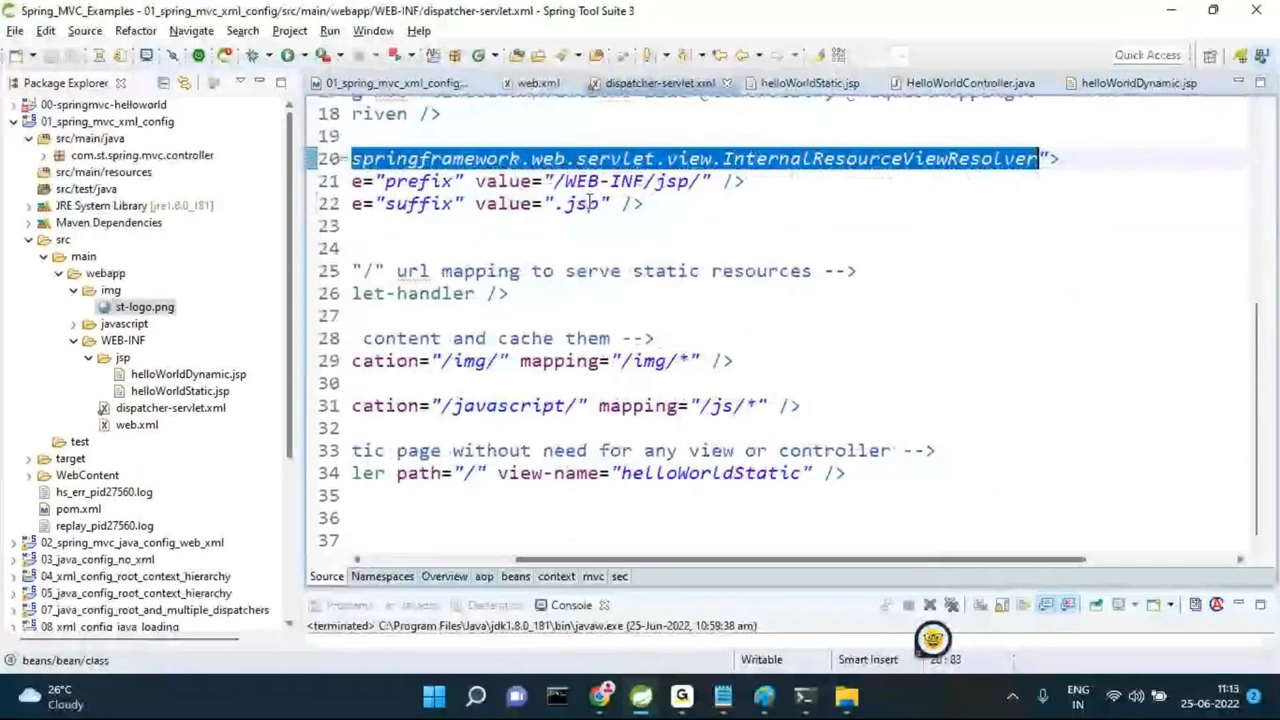 Spring_MVC_Examples - 01_spring_mvc_xml_config/src/main/webapp/WEB-INF/dispatcher-servlet.xml - Spring Tool Suite 3
File Edit Source Refactor Navigate Search Project Run Window Help
Quick Access
Package Explorer
01_spring_mvc_xml_config...
web.xml
dispatcher-servlet.xml
helloWorldStatic.jsp
HelloWorldController.java
helloWorldDynamic.jsp
00-springmvc-helloworld
01_spring_mvc_xml_config
src/main/java
com.st.spring.mvc.controller
src/main/resources
src/test/java
JRE System Library [jre1.8.0_181]
Maven Dependencies
src
main
webapp
img
st-logo.png
javascript
WEB-INF
jsp
helloWorldDynamic.jsp
helloWorldStatic.jsp
dispatcher-servlet.xml
web.xml
test
target
WebContent
hs_err_pid27560.log
pom.xml
replay_pid27560.log
02_spring_mvc_java_config_web_xml
03_java_config_no_xml
04_xml_config_root_context_hierarchy
05_java_config_root_context_hierarchy
07_java_config_root_and_multiple_dispatchers
08_xml_config_java_loading
18 riven />
19
20 springframework.web.servlet.view.InternalResourceViewResolver">
21 e="prefix" value="/WEB-INF/jsp/" />
22 e="suffix" value=".jsp" />
23
24
25 "/" url mapping to serve static resources -->
26 let-handler />
27
28 content and cache them -->
29 cation="/img/" mapping="/img/*" />
30
31 cation="/javascript/" mapping="/js/*" />
32
33 tic page without need for any view or controller -->
34 ler path="/" view-name="helloWorldStatic" />
35
36
37
Source Namespaces Overview aop beans context mvc sec
Problems Javadoc Declaration Console
<terminated> C:\Program Files\Java\jdk1.8.0_181\bin\javaw.exe (25-Jun-2022, 10:59:38 am)
beans/bean/class
Writable
Smart Insert
20 : 83
26°C
Cloudy
ENG
IN
11:13
25-06-2022
2